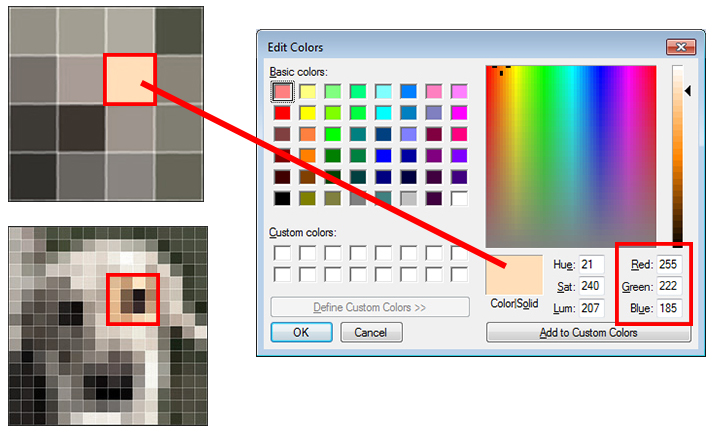 Edit Colors
Basic colors:
Custom colors:
Define Custom Colors >>
OK
Cancel
Color|Solid
Hue: 21
Sat: 240
Lum: 207
Red: 255
Green: 222
Blue: 185
Add to Custom Colors